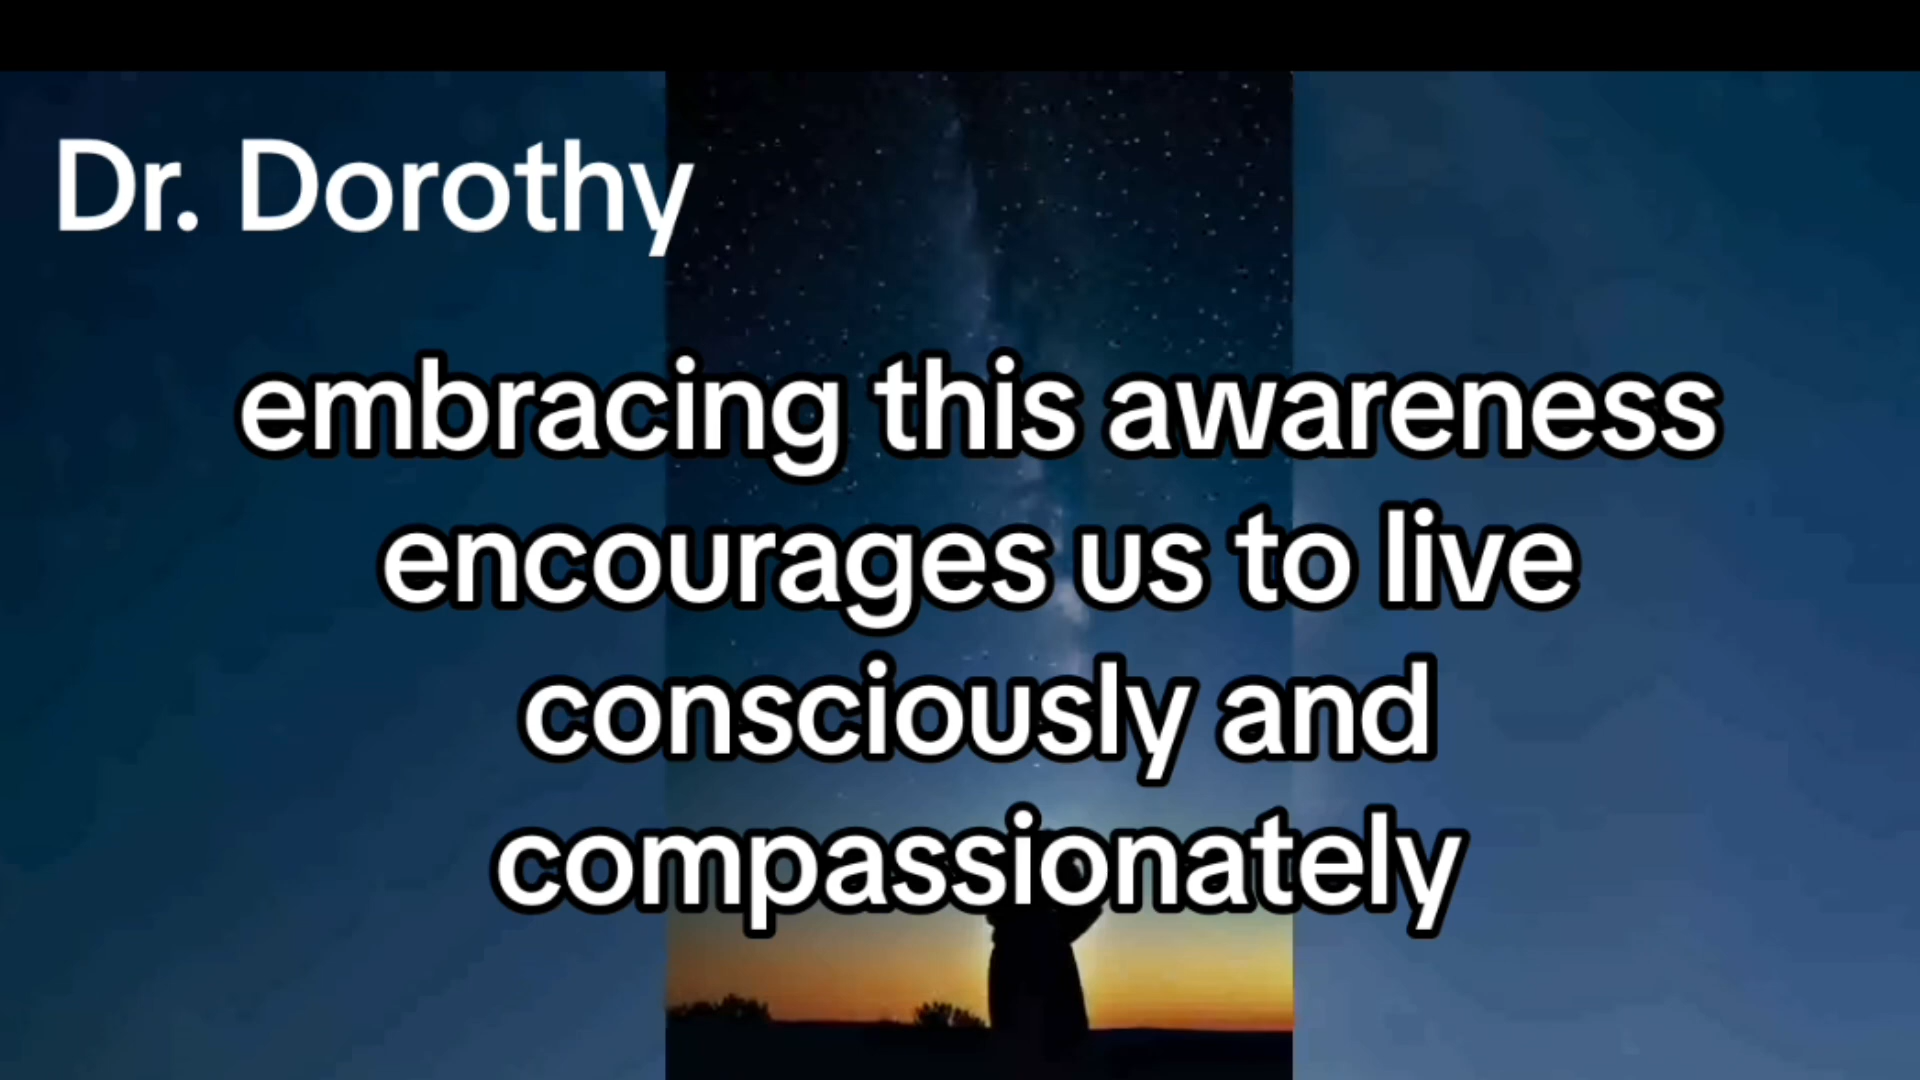 Dr. Dorothy
embracing this awareness
encourages us to live
consciously and
compassionately